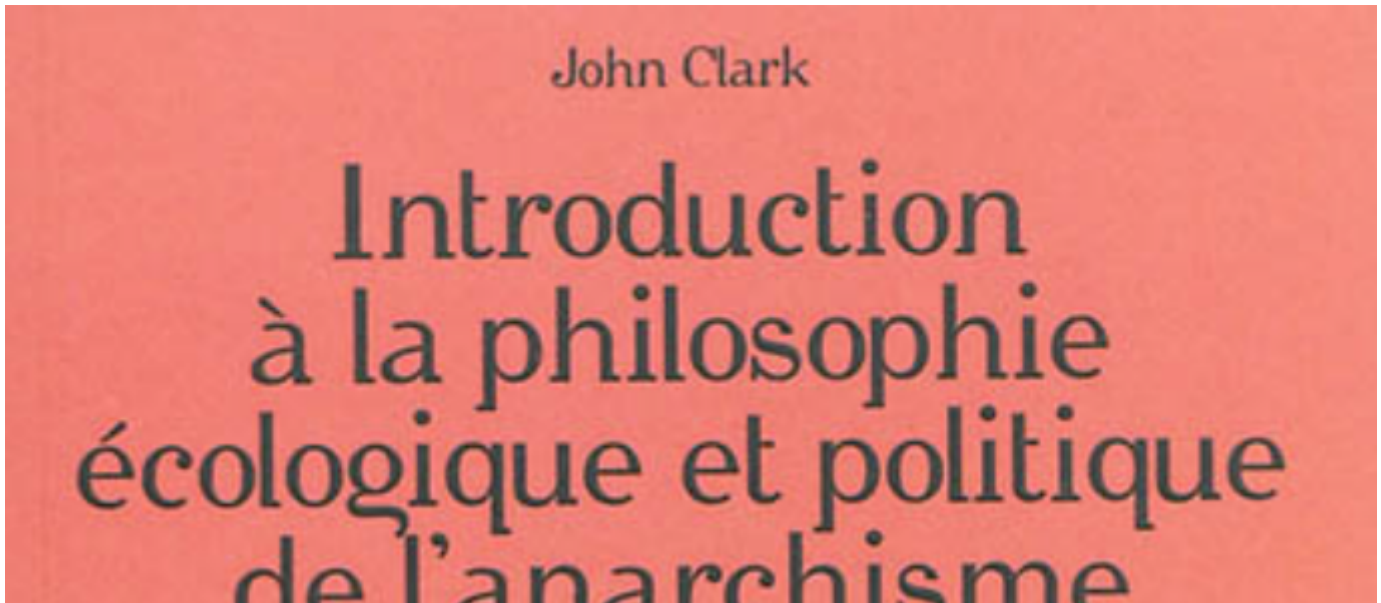 John Clark
Introduction
à la philosophie
écologique et politique
de l'anarchisme